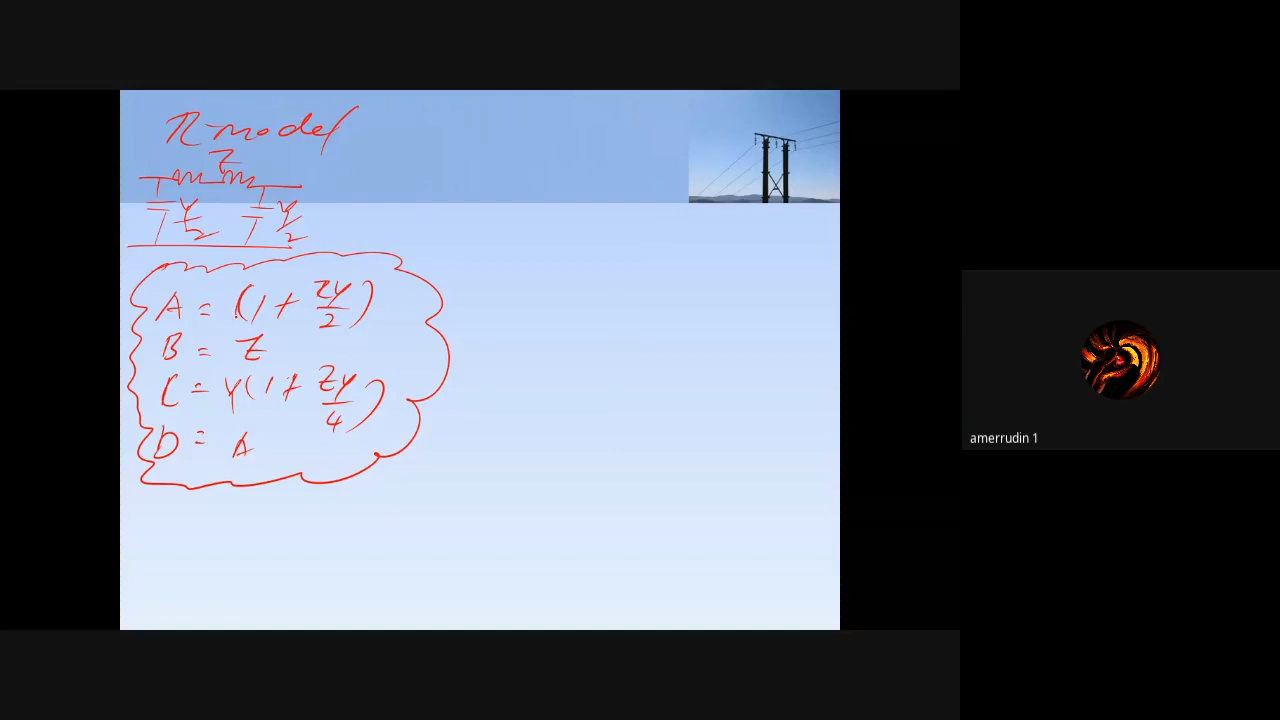 π-model
Z
Y/2 Y/2
A = (1 + ZY/2)
B = Z
C = Y(1 + ZY/4)
D = A
amerrudin 1